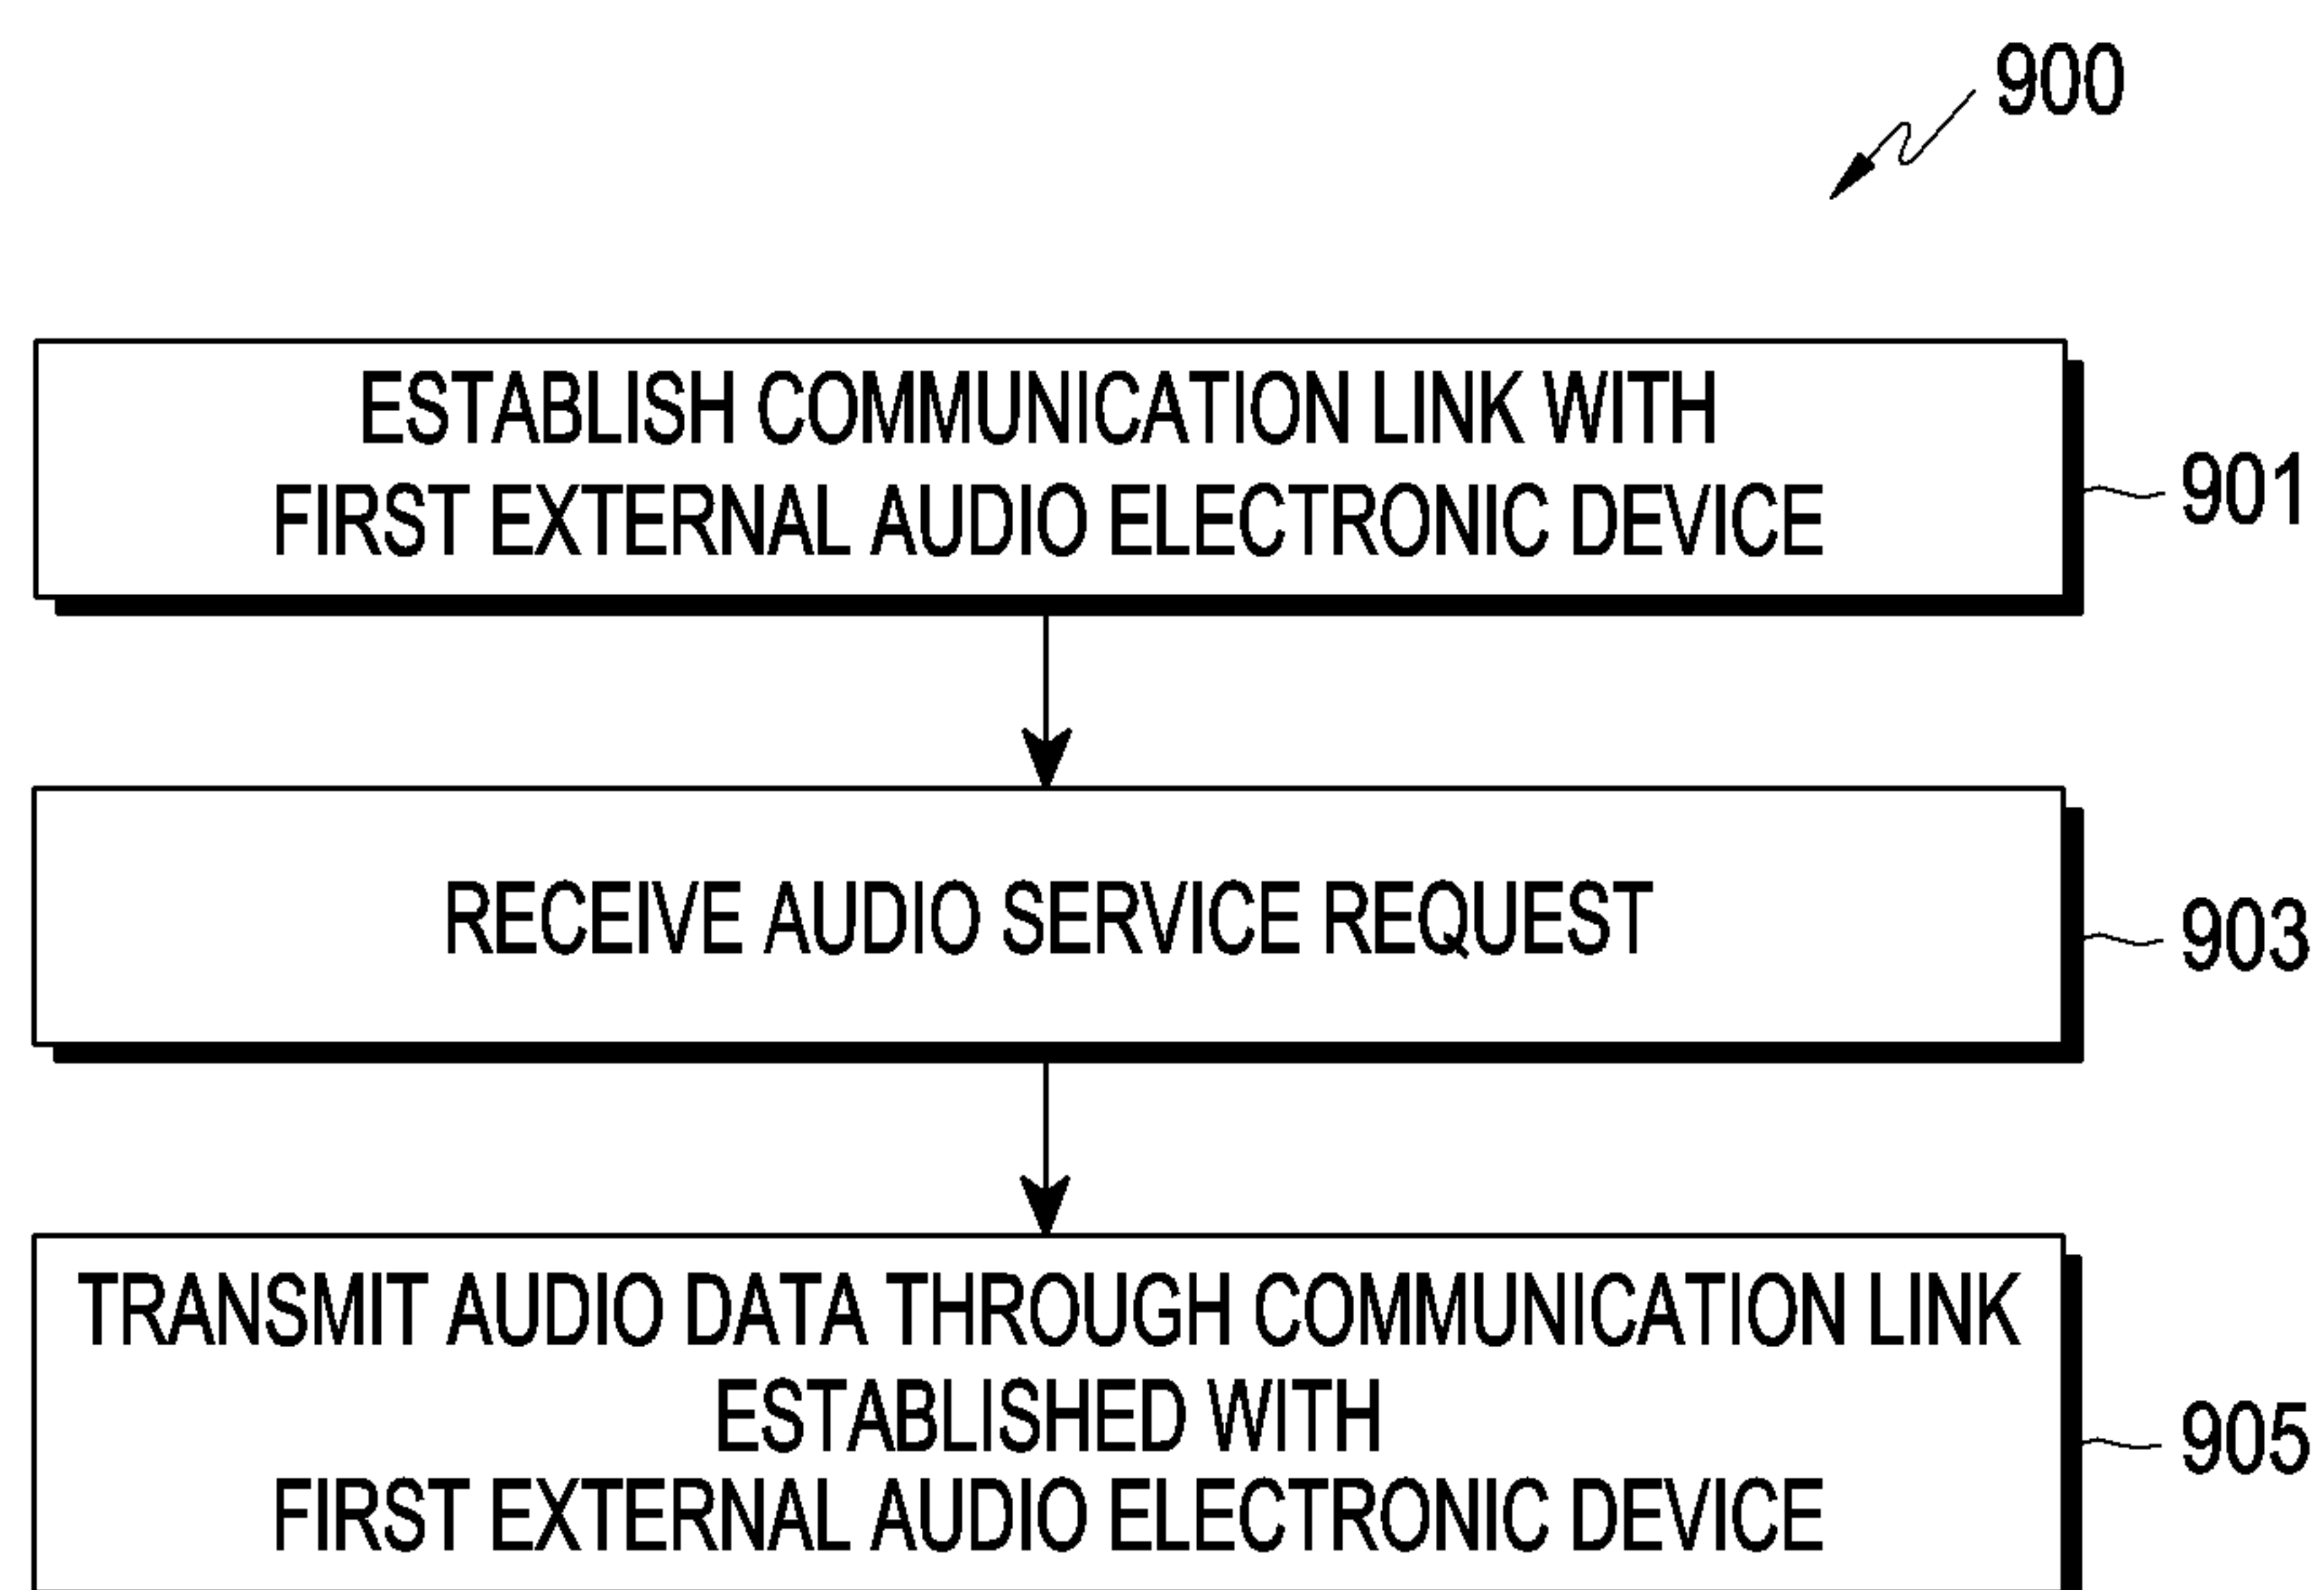 900
ESTABLISH COMMUNICATION LINK WITH
FIRST EXTERNAL AUDIO ELECTRONIC DEVICE
901
RECEIVE AUDIO SERVICE REQUEST
903
TRANSMIT AUDIO DATA THROUGH COMMUNICATION LINK
ESTABLISHED WITH
FIRST EXTERNAL AUDIO ELECTRONIC DEVICE
905